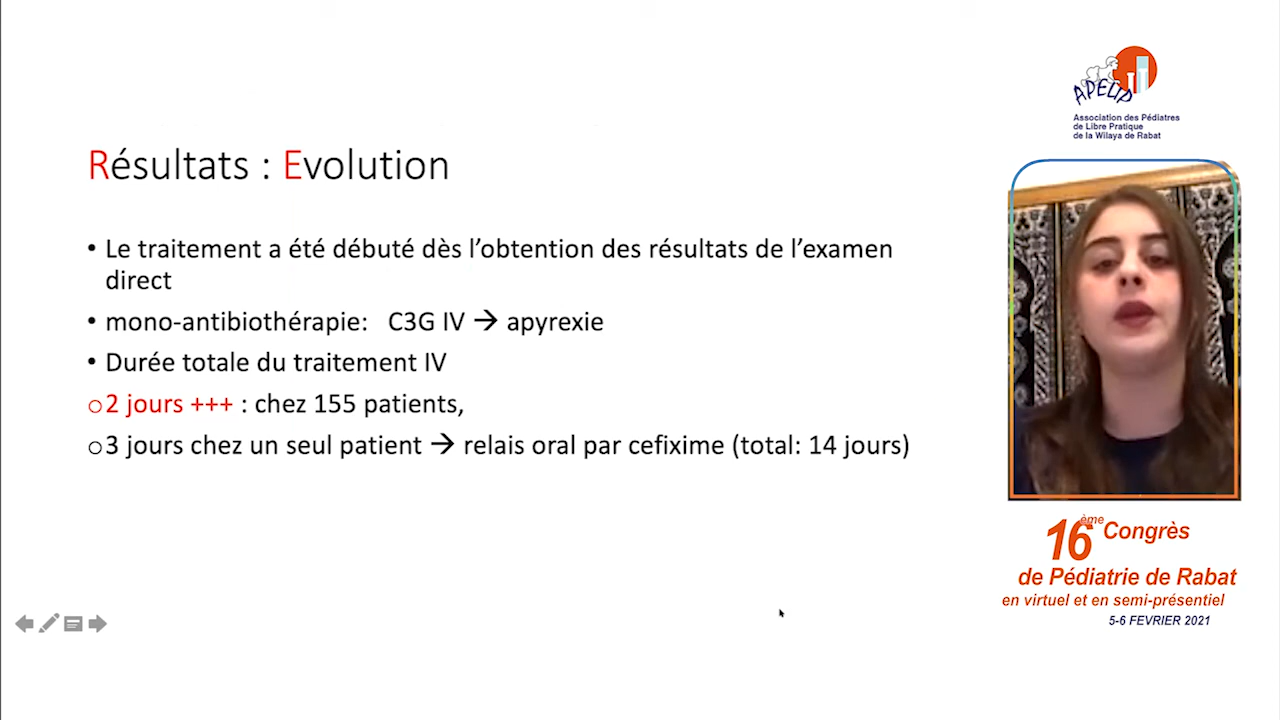 Résultats : Evolution
• Le traitement a été débuté dès l’obtention des résultats de l’examen
direct
• mono-antibiothérapie: C3G IV → apyrexie
• Durée totale du traitement IV
o 2 jours +++ : chez 155 patients,
o 3 jours chez un seul patient → relais oral par cefixime (total: 14 jours)
APELIP
Association des Pédiatres
de Libre Pratique
de la Wilaya de Rabat
16ème Congrès
de Pédiatrie de Rabat
en virtuel et en semi-présentiel
5-6 FEVRIER 2021